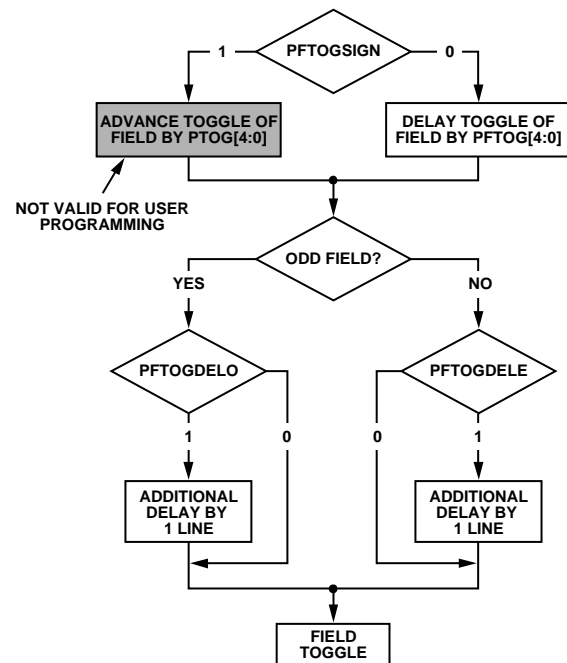 PFTOGSIGN
1
0
ADVANCE TOGGLE OF
FIELD BY PTOG[4:0]
DELAY TOGGLE OF
FIELD BY PFTOG[4:0]
NOT VALID FOR USER
PROGRAMMING
ODD FIELD?
YES
NO
PFTOGDELO
PFTOGDELE
1
0
0
1
ADDITIONAL
DELAY BY
1 LINE
ADDITIONAL
DELAY BY
1 LINE
FIELD
TOGGLE